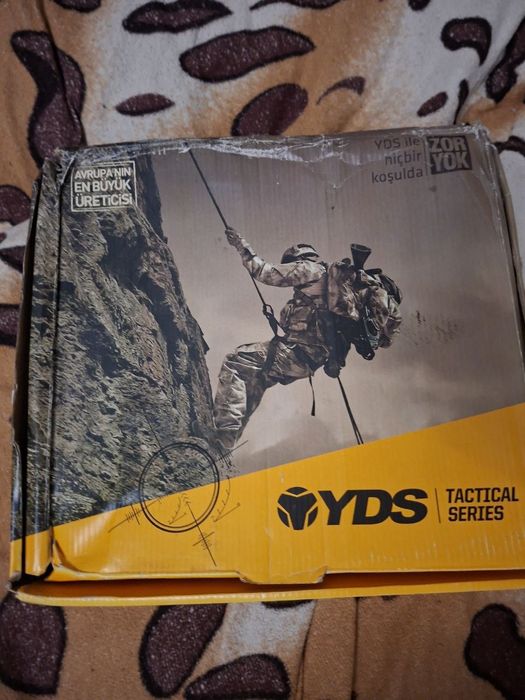 AVRUPA'NIN
EN BÜYÜK
ÜRETİCİSİ
YDS ile
hiçbir
koşulda
ZOR
YOK
YDS
TACTICAL
SERIES